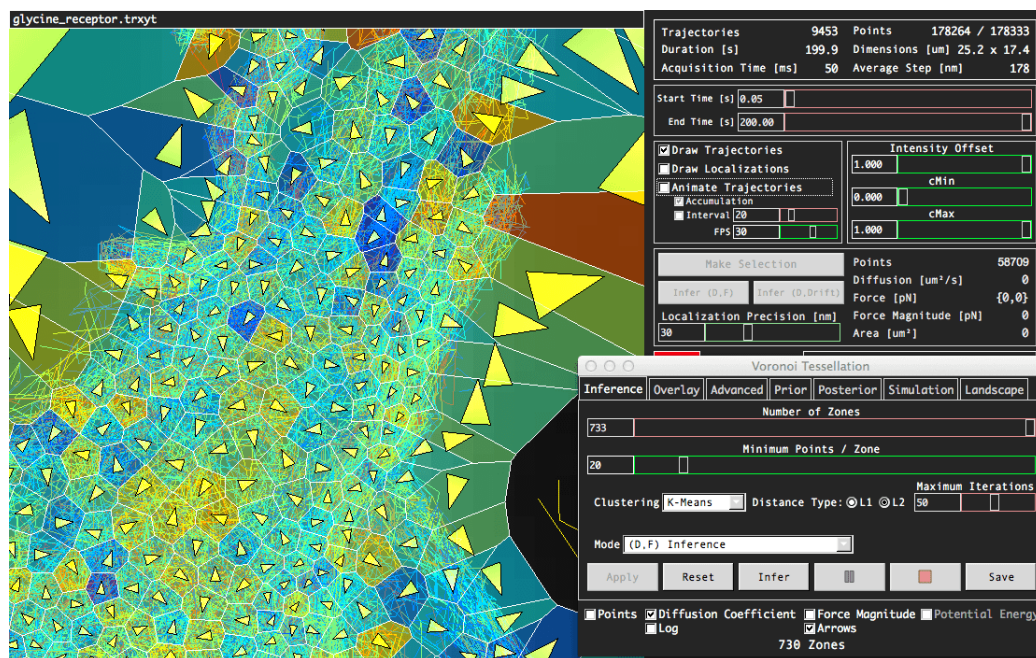 glycine_receptor.trxyt
Trajectories 9453 Points 178264 / 178333
Duration [s] 199.9 Dimensions [um] 25.2 x 17.4
Acquisition Time [ms] 50 Average Step [nm] 178
Start Time [s] 0.05
End Time [s] 200.00
Draw Trajectories
Draw Localizations
Animate Trajectories
Accumulation
Interval 20
FPS 30
Intensity Offset
1.000
cMin
0.000
cMax
1.000
Make Selection
Infer (D,F) Infer (D,Drift)
Localization Precision [nm]
30
Points 58709
Diffusion [um²/s] 0
Force [pN] {0,0}
Force Magnitude [pN] 0
Area [um²] 0
Voronoi Tessellation
Inference Overlay Advanced Prior Posterior Simulation Landscape
Number of Zones
733
Minimum Points / Zone
20
Maximum Iterations
Clustering K-Means Distance Type: L1 L2 50
Mode (D,F) Inference
Apply Reset Infer Save
Points Diffusion Coefficient Force Magnitude Potential Energy
Log Arrows
730 Zones